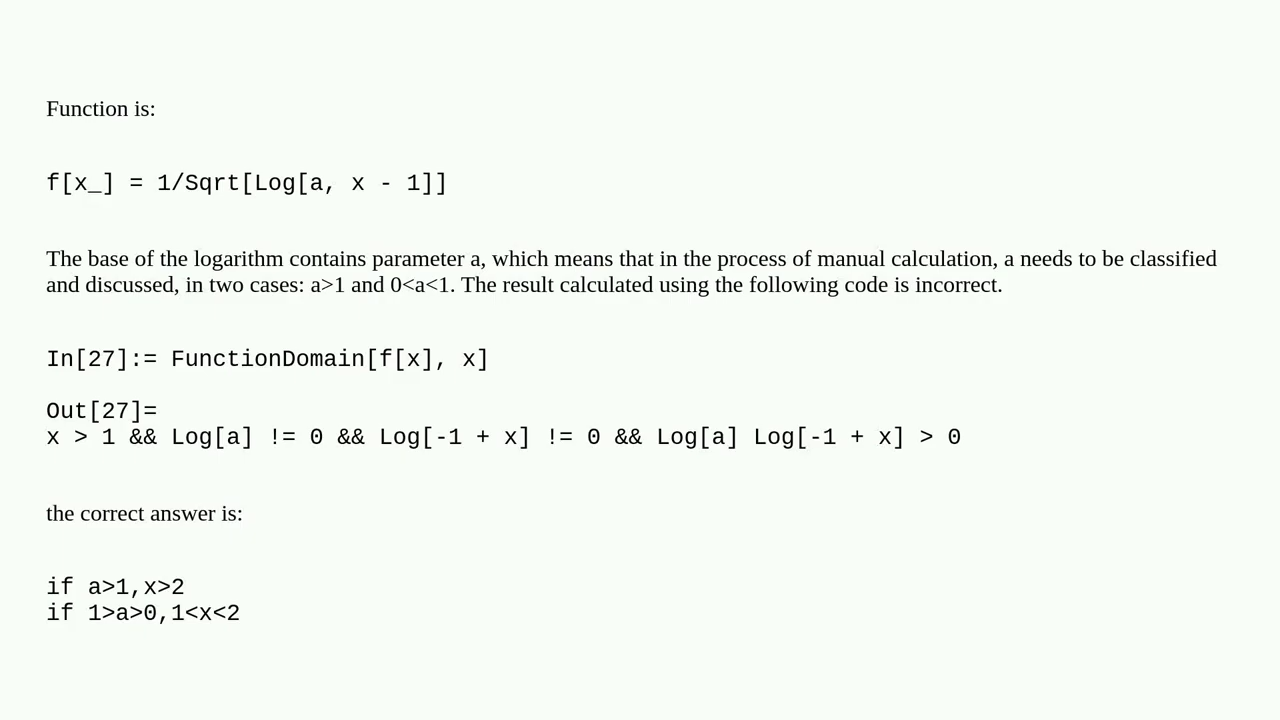 Function is:
f[x_] = 1/Sqrt[Log[a, x - 1]]
The base of the logarithm contains parameter a, which means that in the process of manual calculation, a needs to be classified
and discussed, in two cases: a>1 and 0<a<1. The result calculated using the following code is incorrect.
In[27]:= FunctionDomain[f[x], x]
Out[27]=
x > 1 && Log[a] != 0 && Log[-1 + x] != 0 && Log[a] Log[-1 + x] > 0
the correct answer is:
if a>1,x>2
if 1>a>0,1<x<2